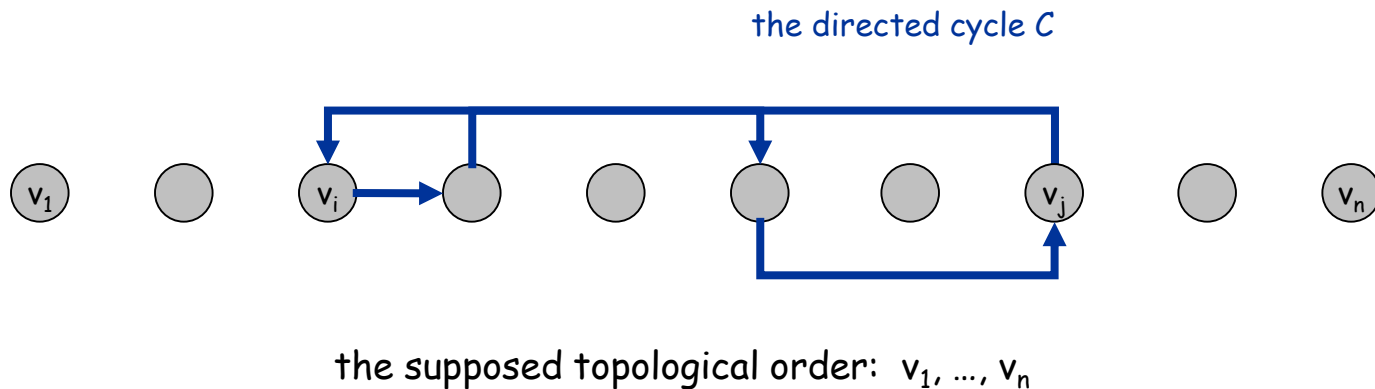 the directed cycle C
v₁ vᵢ vⱼ vₙ
the supposed topological order: v₁, …, vₙ